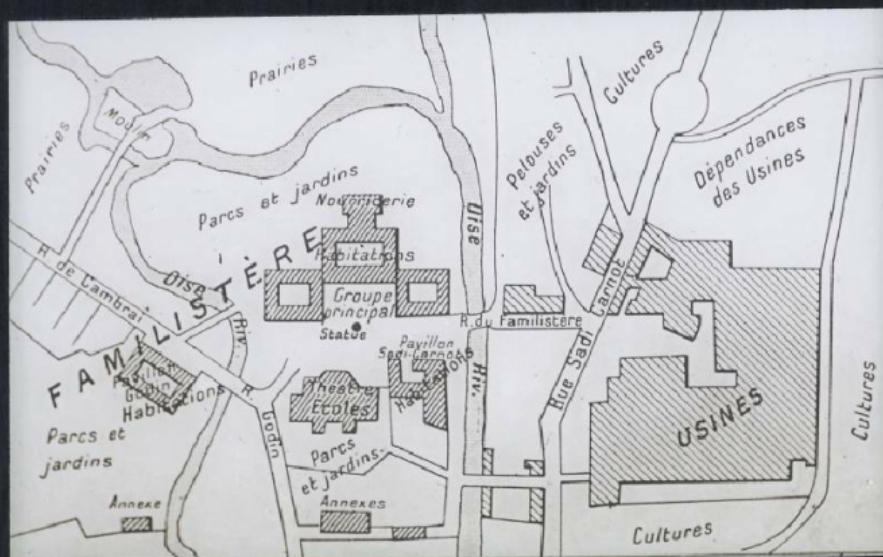 Prairies
Prairies
Moulin
Parcs et jardins
Pelouses
et jardins
Cultures
Dépendances
des Usines
Nourricerie
Habitations
Groupe
principal
Statue
Oise
Oise
Riv.
Riv.
FAMILISTÈRE
R. de Cambrai
R. Godin
Pavillon
Godin
Habitations
Parcs et
jardins
Annexe
Pavillon
Sadi-Carnot
Habitations
Théâtre
Ecoles
Parcs
et jardins
Annexes
R. du Familistère
Rue Sadi Carnot
USINES
Cultures
Cultures